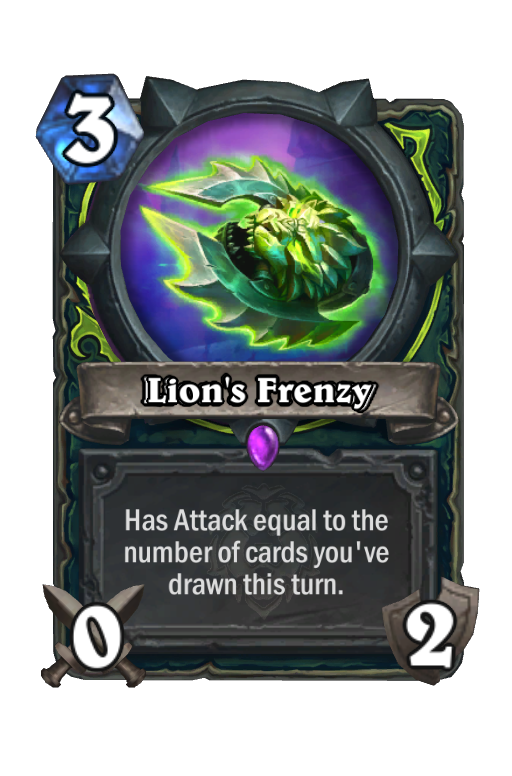 3
Lion's Frenzy
Has Attack equal to the
number of cards you've
drawn this turn.
0
2